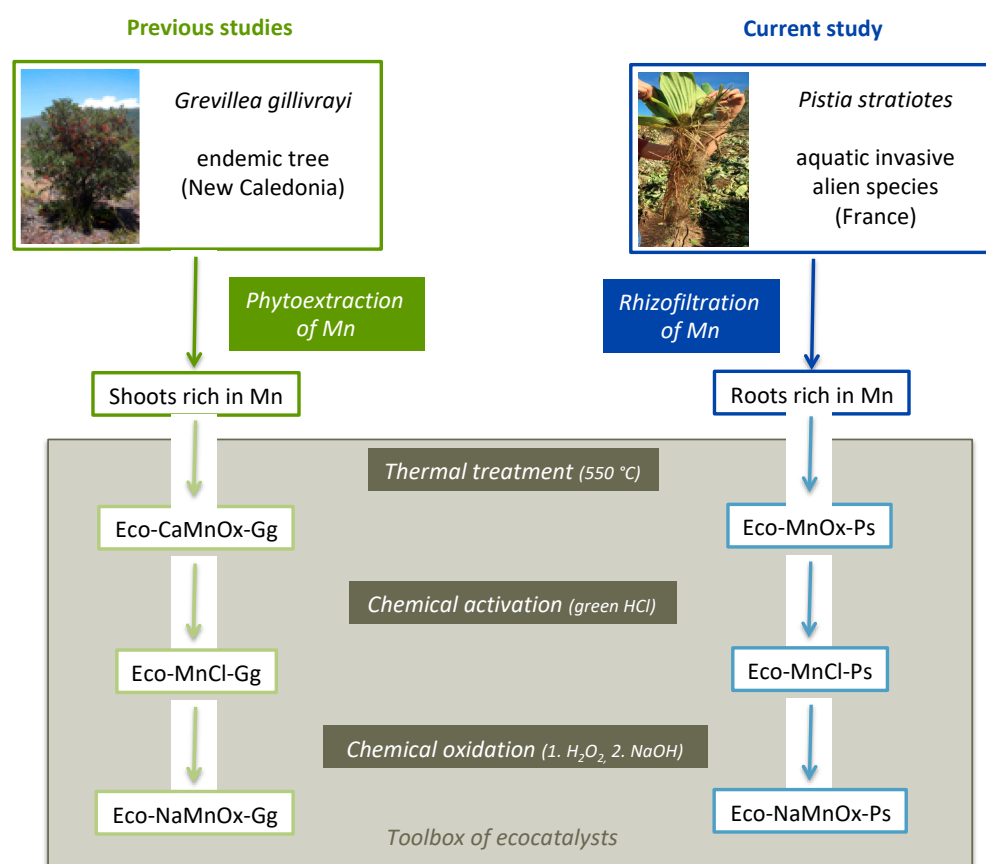 Previous studies
Current study
Grevillea gillivrayi
endemic tree
(New Caledonia)
Pistia stratiotes
aquatic invasive
alien species
(France)
Phytoextraction
of Mn
Rhizofiltration
of Mn
Shoots rich in Mn
Roots rich in Mn
Thermal treatment (550 °C)
Eco-CaMnOx-Gg
Eco-MnOx-Ps
Chemical activation (green HCl)
Eco-MnCl-Gg
Eco-MnCl-Ps
Chemical oxidation (1. H₂O₂, 2. NaOH)
Eco-NaMnOx-Gg
Eco-NaMnOx-Ps
Toolbox of ecocatalysts